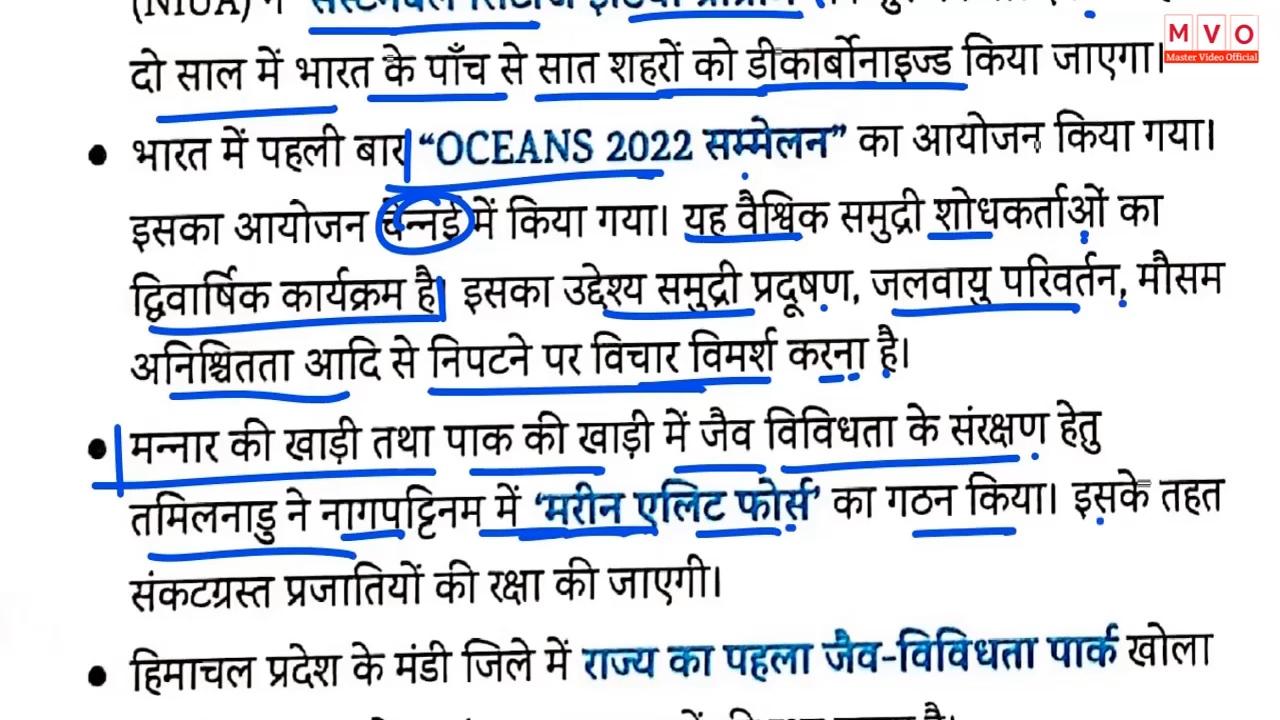 (NIUA) ने "सस्टेनेबल सिटीज इंडिया प्रोग्राम
दो साल में भारत के पाँच से सात शहरों को डीकार्बोनाइज्ड किया जाएगा।
M V O
Master Video Official
• भारत में पहली बार "OCEANS 2022 सम्मेलन" का आयोजन किया गया।
इसका आयोजन चेन्नई में किया गया। यह वैश्विक समुद्री शोधकर्ताओं का
द्विवार्षिक कार्यक्रम है। इसका उद्देश्य समुद्री प्रदूषण, जलवायु परिवर्तन, मौसम
अनिश्चितता आदि से निपटने पर विचार विमर्श करना है।
• मन्नार की खाड़ी तथा पाक की खाड़ी में जैव विविधता के संरक्षण हेतु
तमिलनाडु ने नागपट्टिनम में 'मरीन एलिट फोर्स' का गठन किया। इसके तहत
संकटग्रस्त प्रजातियों की रक्षा की जाएगी।
• हिमाचल प्रदेश के मंडी जिले में राज्य का पहला जैव-विविधता पार्क खोला